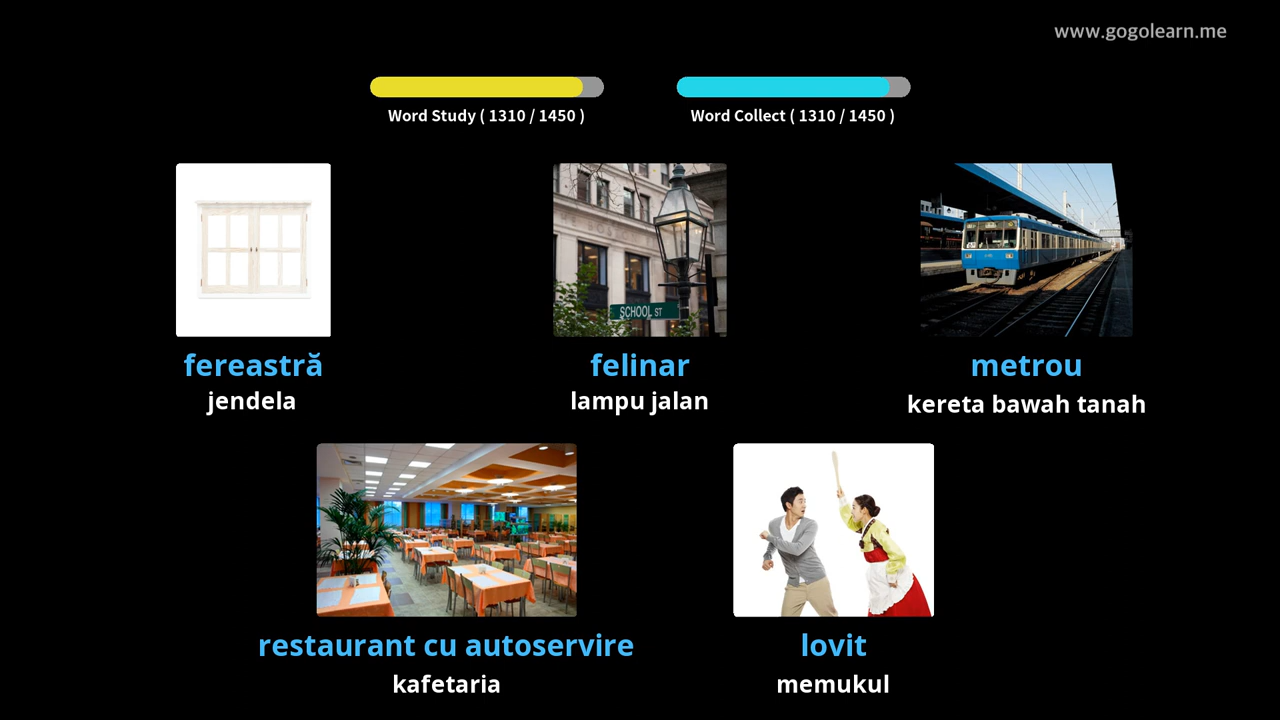 www.gogolearn.me
Word Study ( 1310 / 1450 )
Word Collect ( 1310 / 1450 )
SCHOOL ST
fereastră
jendela
felinar
lampu jalan
metrou
kereta bawah tanah
restaurant cu autoservire
kafetaria
lovit
memukul